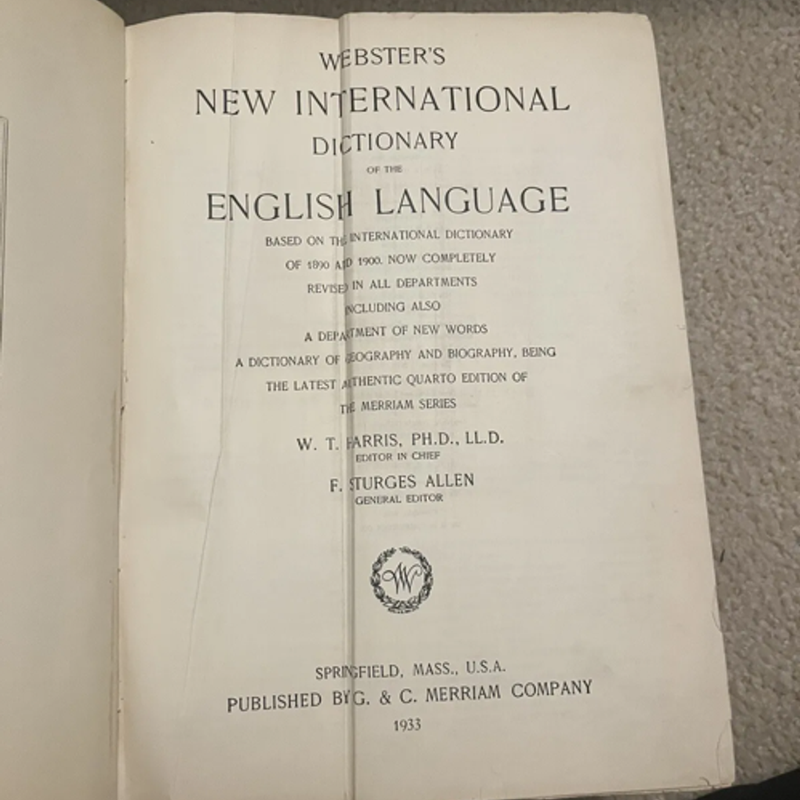 WEBSTER'S
NEW INTERNATIONAL
DICTIONARY
OF THE
ENGLISH LANGUAGE
BASED ON THE INTERNATIONAL DICTIONARY
OF 1890 AND 1900. NOW COMPLETELY
REVISED IN ALL DEPARTMENTS
INCLUDING ALSO
A DEPARTMENT OF NEW WORDS
A DICTIONARY OF GEOGRAPHY AND BIOGRAPHY, BEING
THE LATEST AUTHENTIC QUARTO EDITION OF
THE MERRIAM SERIES
W. T. HARRIS, PH.D., LL.D.
EDITOR IN CHIEF
F. STURGES ALLEN
GENERAL EDITOR
W
SPRINGFIELD, MASS., U.S.A.
PUBLISHED BY G. & C. MERRIAM COMPANY
1933